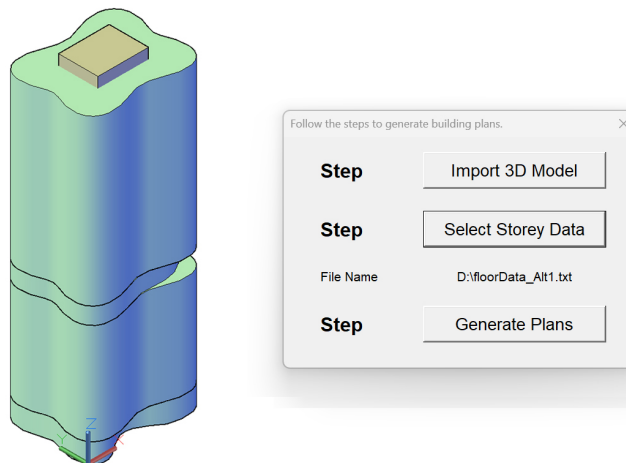 Follow the steps to generate building plans.
Step Import 3D Model
Step Select Storey Data
File Name D:\floorData_Alt1.txt
Step Generate Plans
Z
Y X